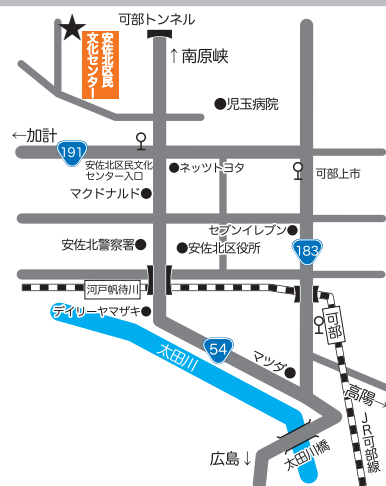 可部トンネル
安佐北区民
文化センター
↑南原峡
児玉病院
←加計
191
安佐北区民文化
センター入口
ネッツトヨタ
可部上市
マクドナルド
セブンイレブン
安佐北警察署
安佐北区役所
183
河戸帆待川
デイリーヤマザキ
可部
太田川
54
マツダ
高陽→
JR可部線
太田川橋
広島↓